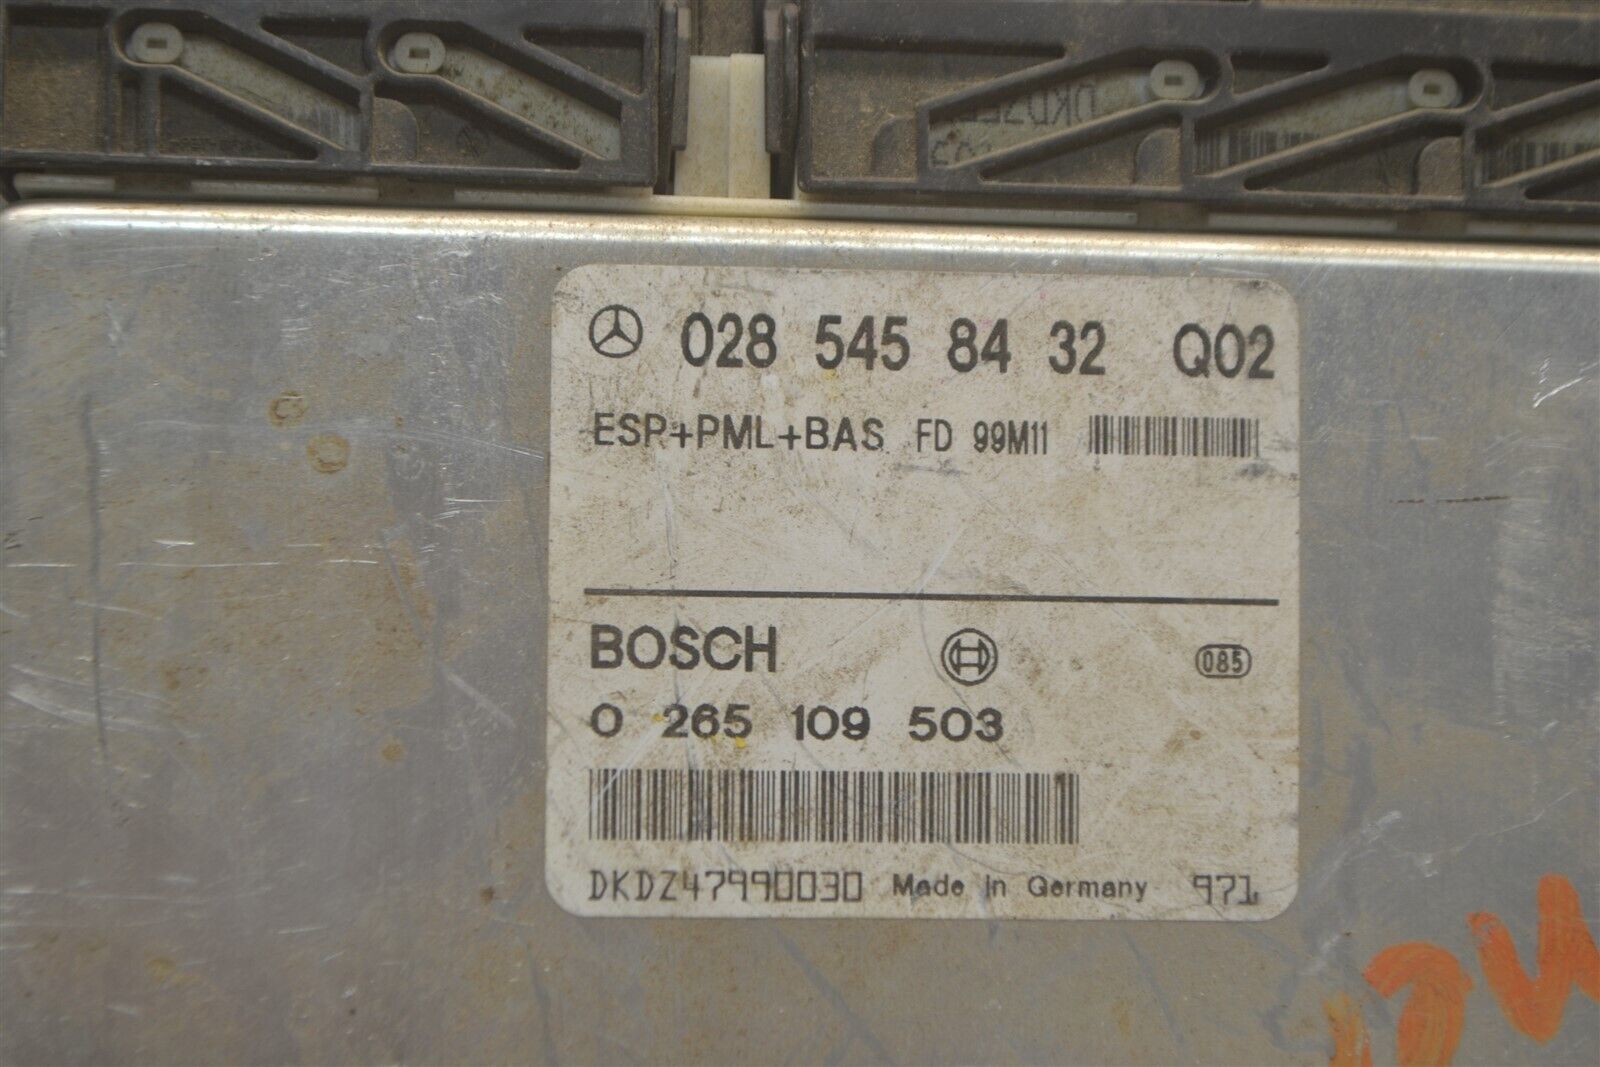 028 545 84 32 Q02
ESP+PML+BAS FD 99M11
BOSCH
085
0 265 109 503
DKDZ47990030 Made in Germany 971